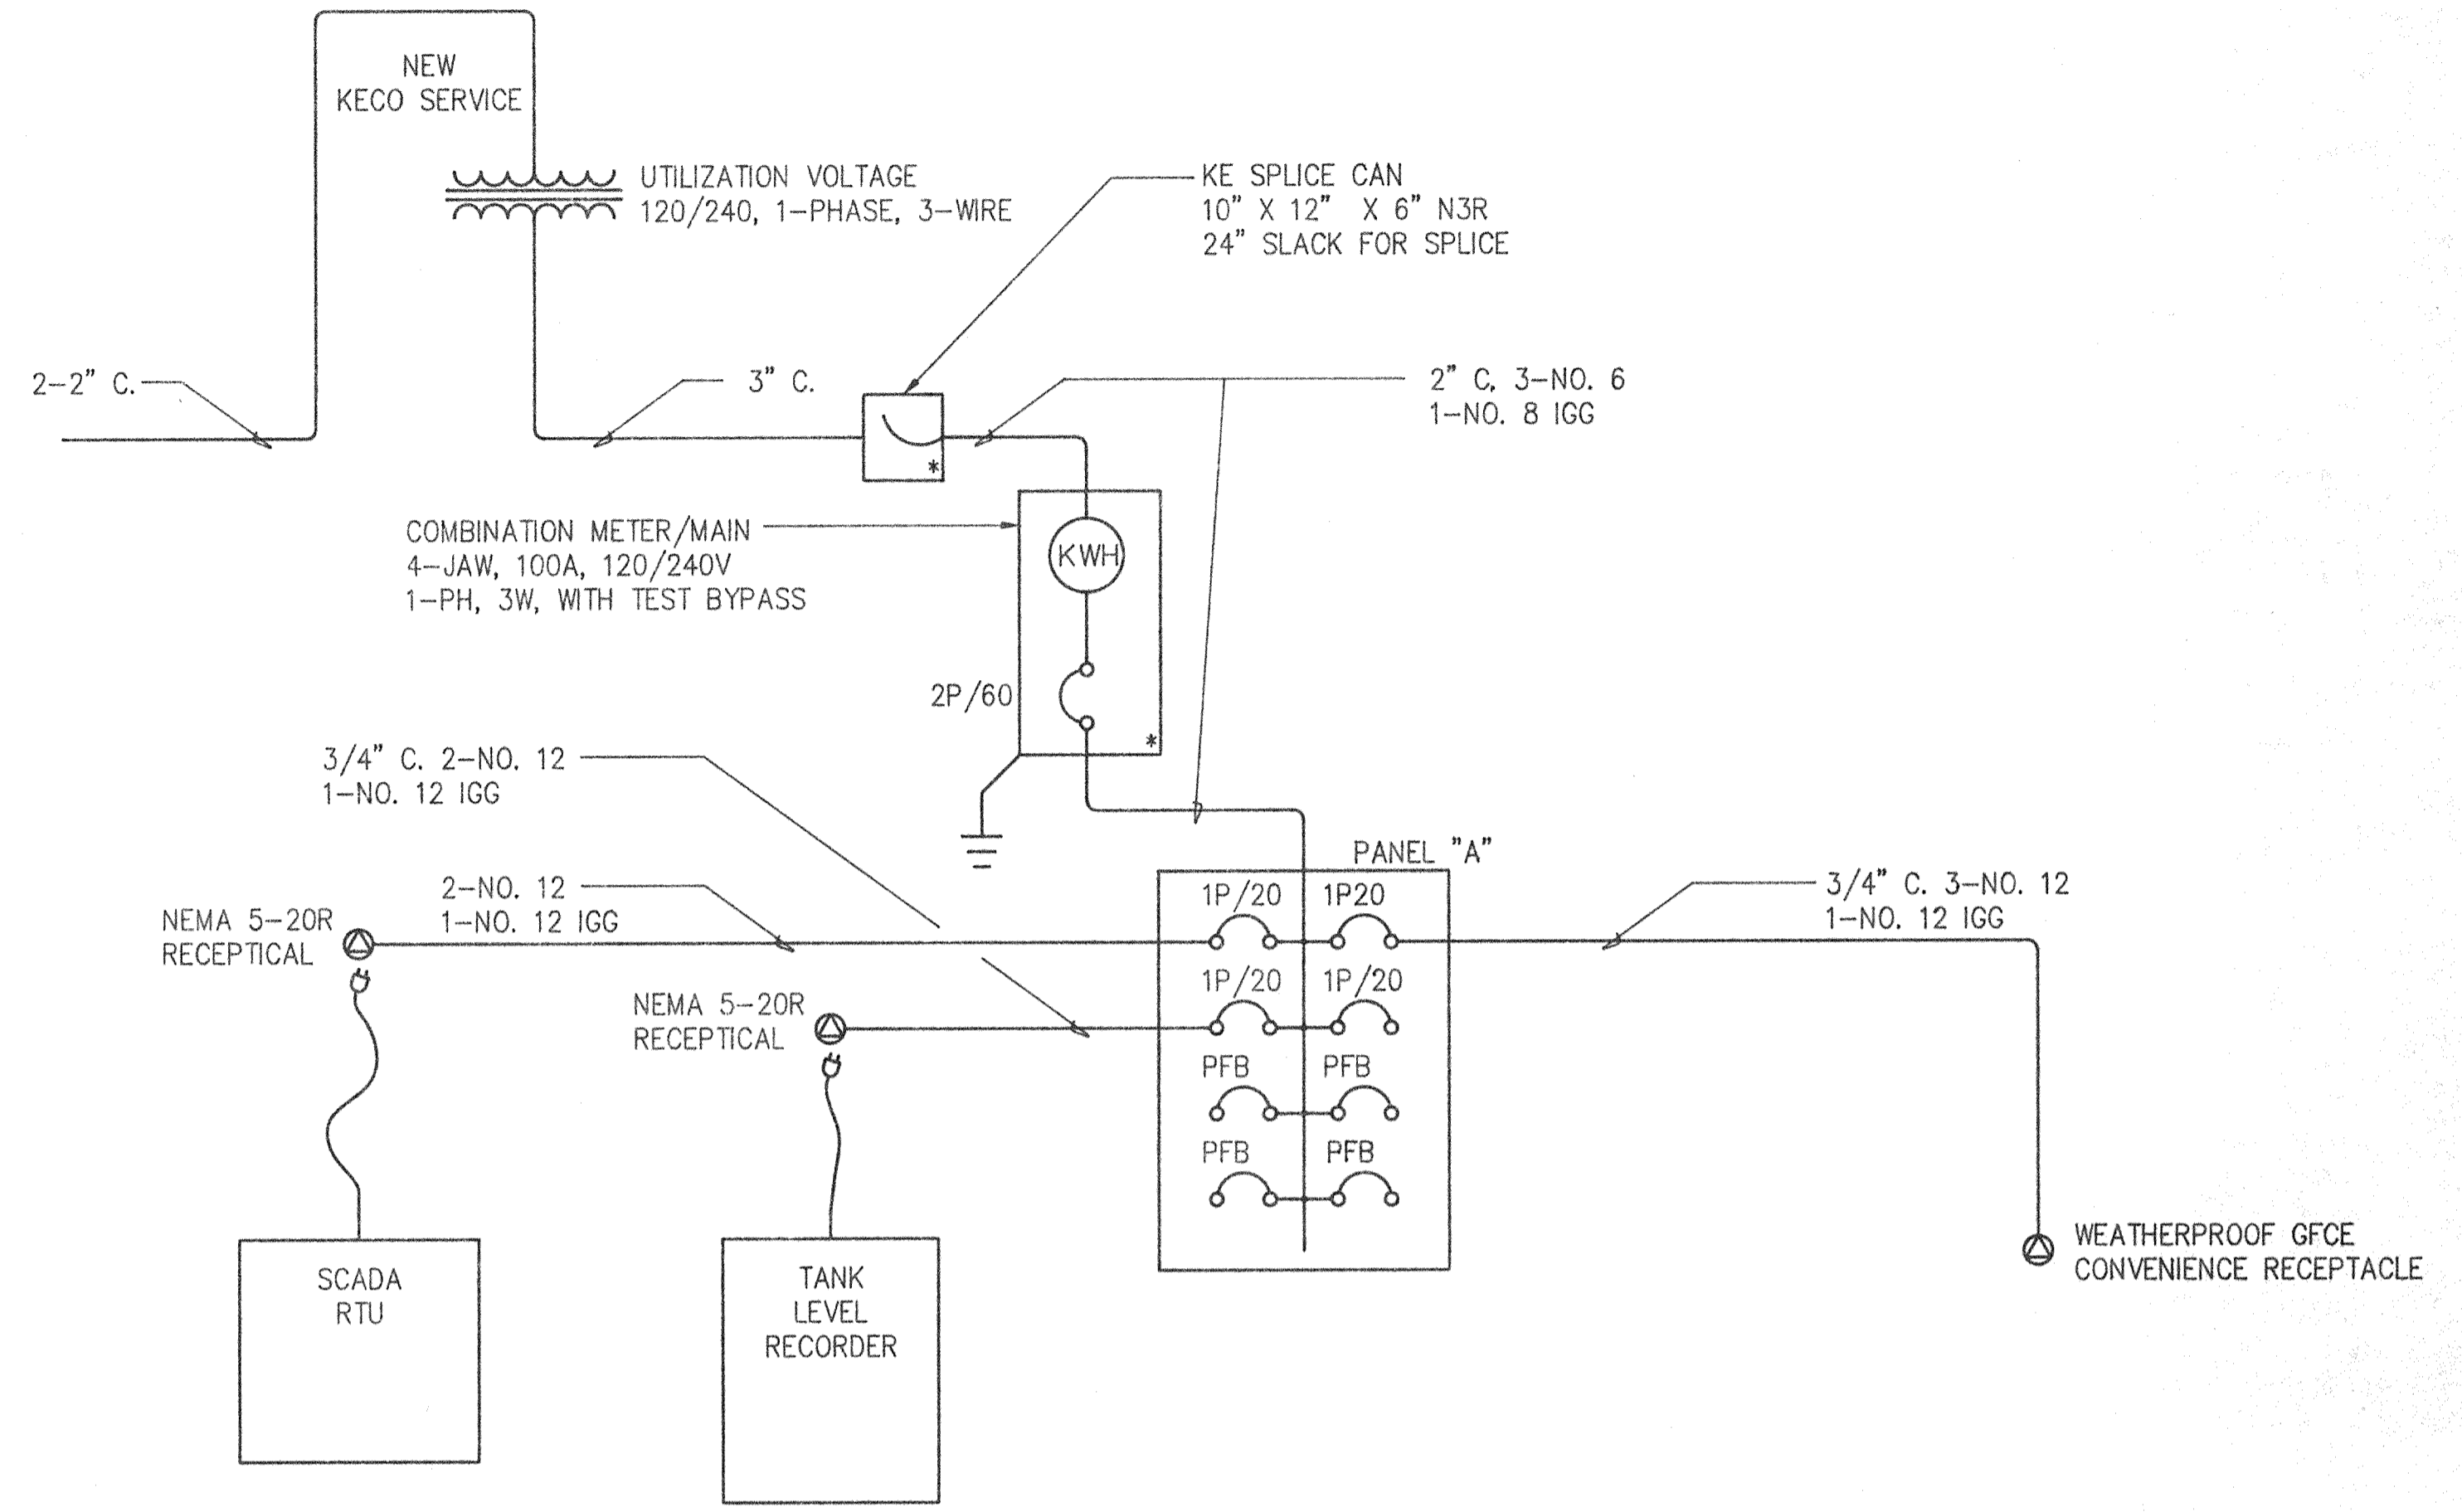 NEW
KECO SERVICE
UTILIZATION VOLTAGE
120/240, 1-PHASE, 3-WIRE
KE SPLICE CAN
10" X 12" X 6" N3R
24" SLACK FOR SPLICE
2-2" C.
3" C.
2" C. 3-NO. 6
1-NO. 8 IGG
*
COMBINATION METER/MAIN
4-JAW, 100A, 120/240V
1-PH, 3W, WITH TEST BYPASS
KWH
2P/60
*
3/4" C. 2-NO. 12
1-NO. 12 IGG
PANEL "A"
2-NO. 12
1-NO. 12 IGG
NEMA 5-20R
RECEPTICAL
1P/20 1P20
3/4" C. 3-NO. 12
1-NO. 12 IGG
1P/20 1P/20
NEMA 5-20R
RECEPTICAL
PFB PFB
PFB PFB
WEATHERPROOF GFCE
CONVENIENCE RECEPTACLE
SCADA
RTU
TANK
LEVEL
RECORDER